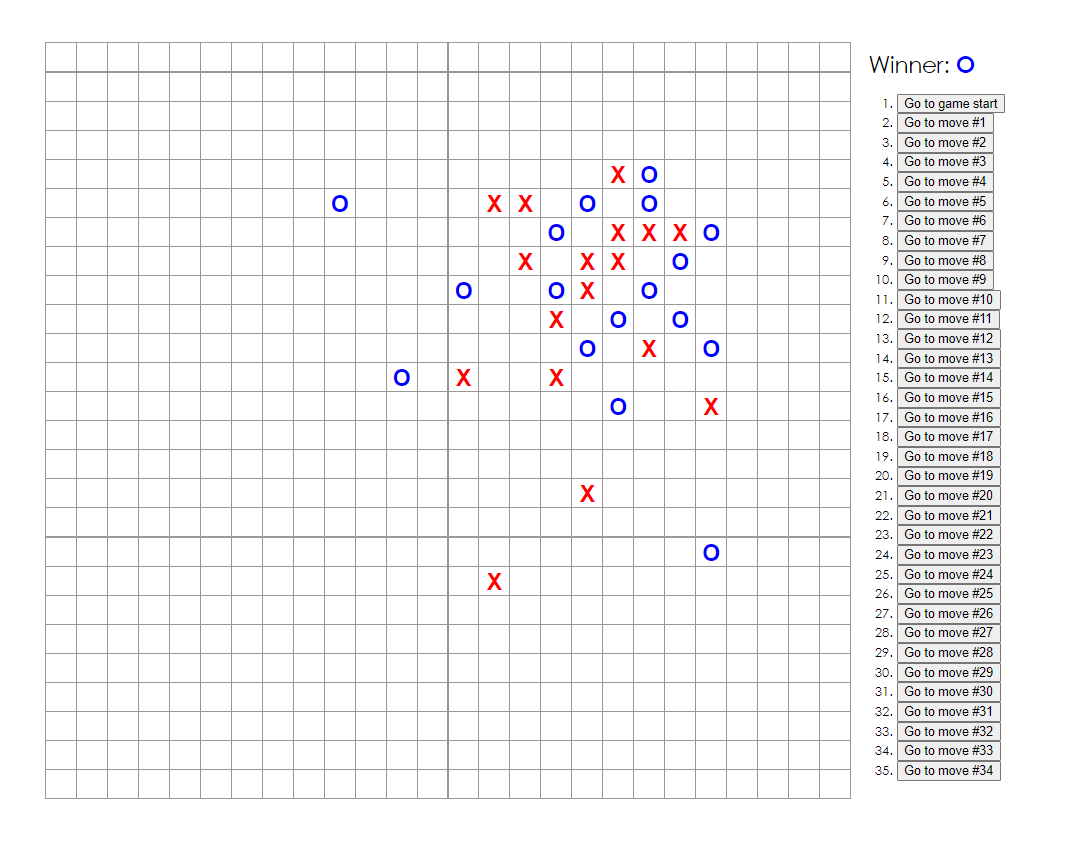 Winner: O
1. Go to game start
2. Go to move #1
3. Go to move #2
4. Go to move #3
5. Go to move #4
6. Go to move #5
7. Go to move #6
8. Go to move #7
9. Go to move #8
10. Go to move #9
11. Go to move #10
12. Go to move #11
13. Go to move #12
14. Go to move #13
15. Go to move #14
16. Go to move #15
17. Go to move #16
18. Go to move #17
19. Go to move #18
20. Go to move #19
21. Go to move #20
22. Go to move #21
23. Go to move #22
24. Go to move #23
25. Go to move #24
26. Go to move #25
27. Go to move #26
28. Go to move #27
29. Go to move #28
30. Go to move #29
31. Go to move #30
32. Go to move #31
33. Go to move #32
34. Go to move #33
35. Go to move #34
X O
O X X O O
O X X X O
X X X O
O O X O
X O O
O X O
O X X
O X
X
O
X